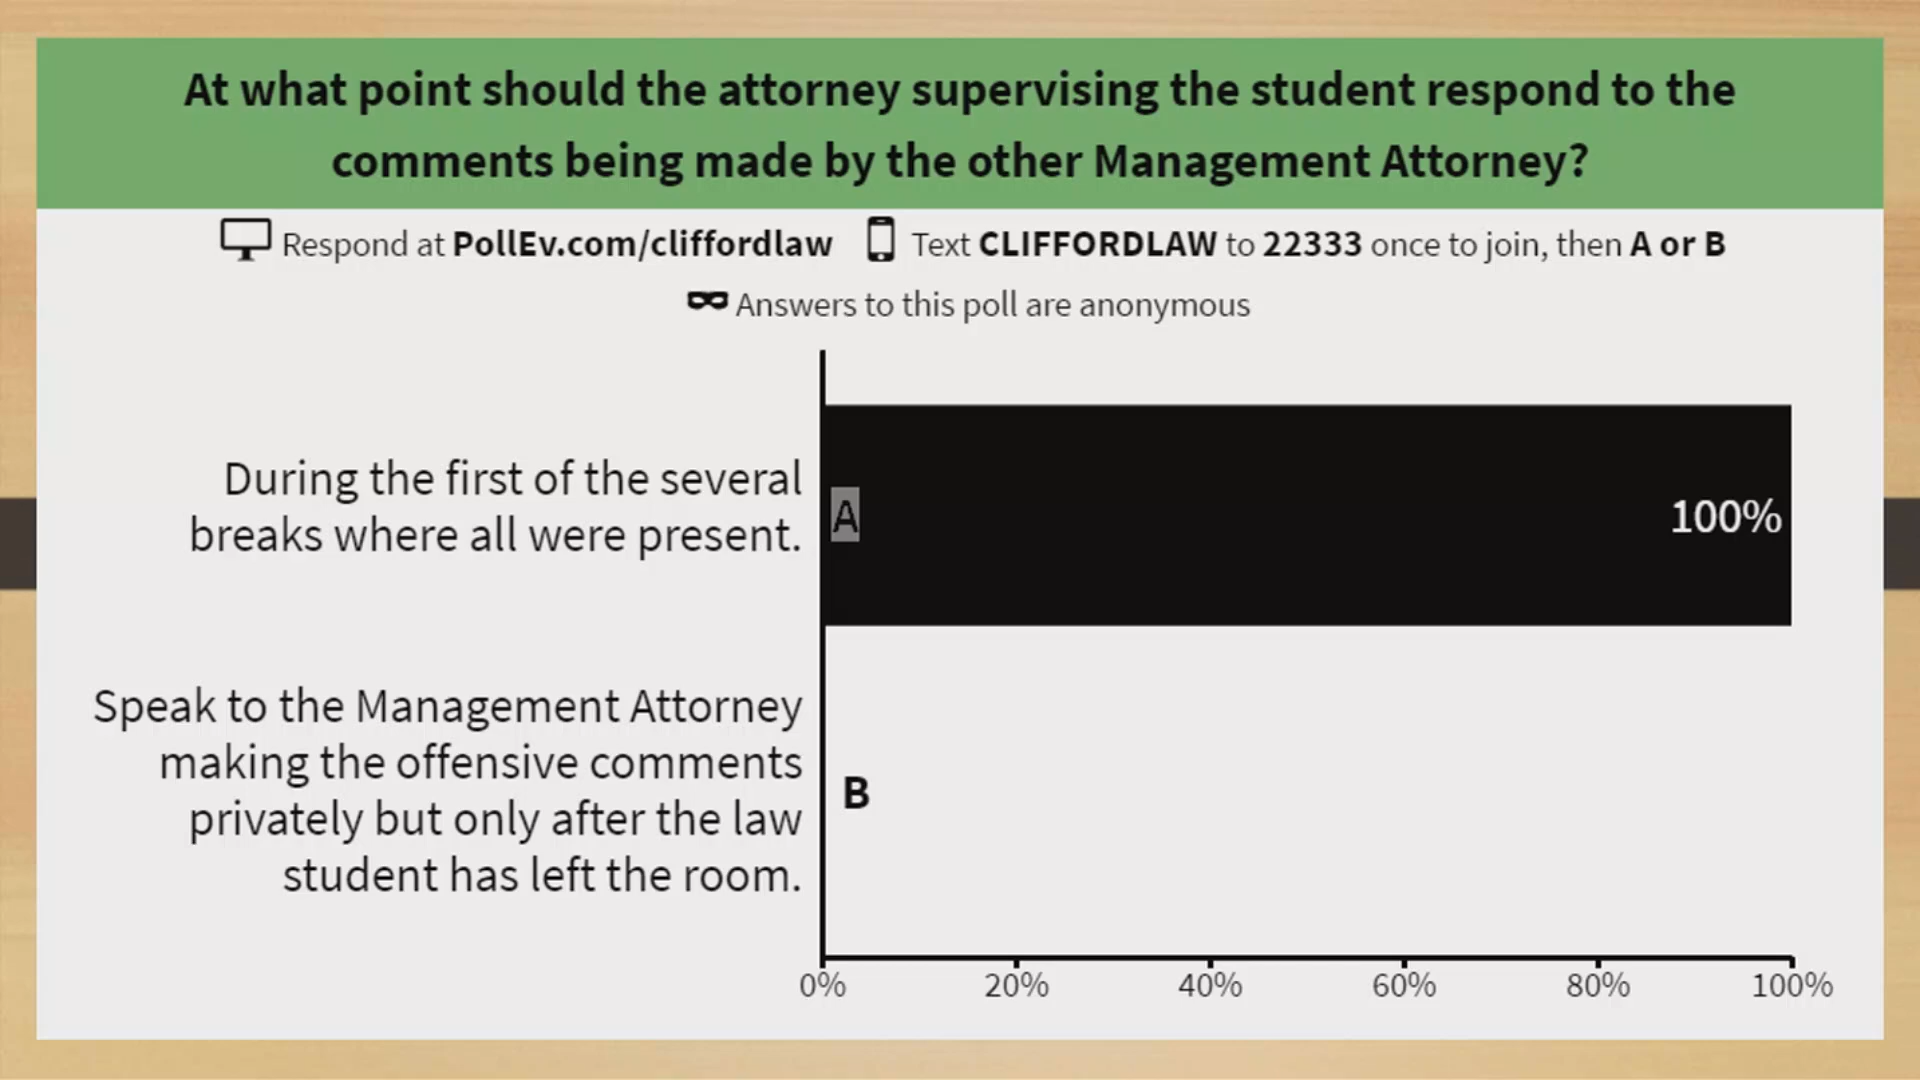 At what point should the attorney supervising the student respond to the
comments being made by the other Management Attorney?
Respond at PollEv.com/cliffordlaw Text CLIFFORDLAW to 22333 once to join, then A or B
Answers to this poll are anonymous
During the first of the several
breaks where all were present.
A
100%
Speak to the Management Attorney
making the offensive comments
privately but only after the law
student has left the room.
B
0% 20% 40% 60% 80% 100%